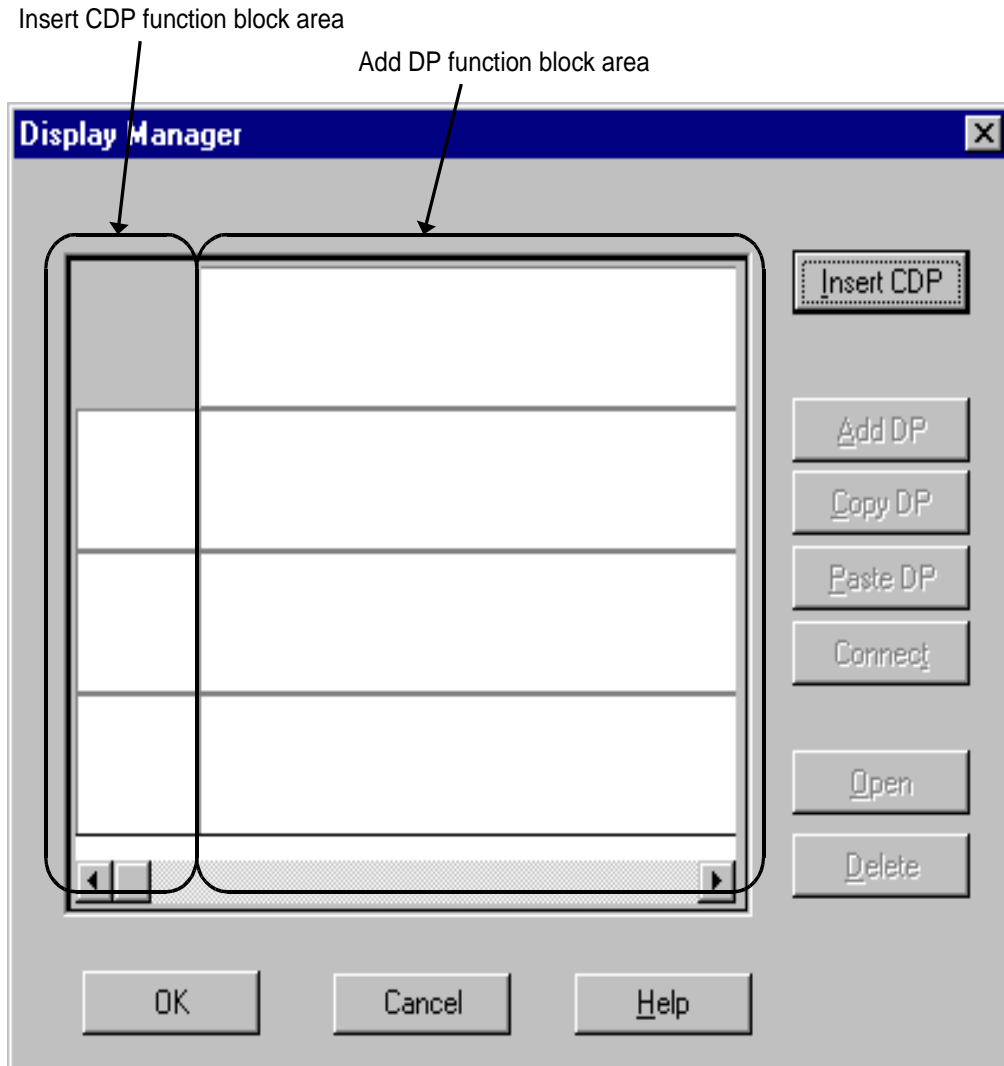 Insert CDP function block area
Add DP function block area
Display Manager
Insert CDP
Add DP
Copy DP
Paste DP
Connect
Open
Delete
OK
Cancel
Help